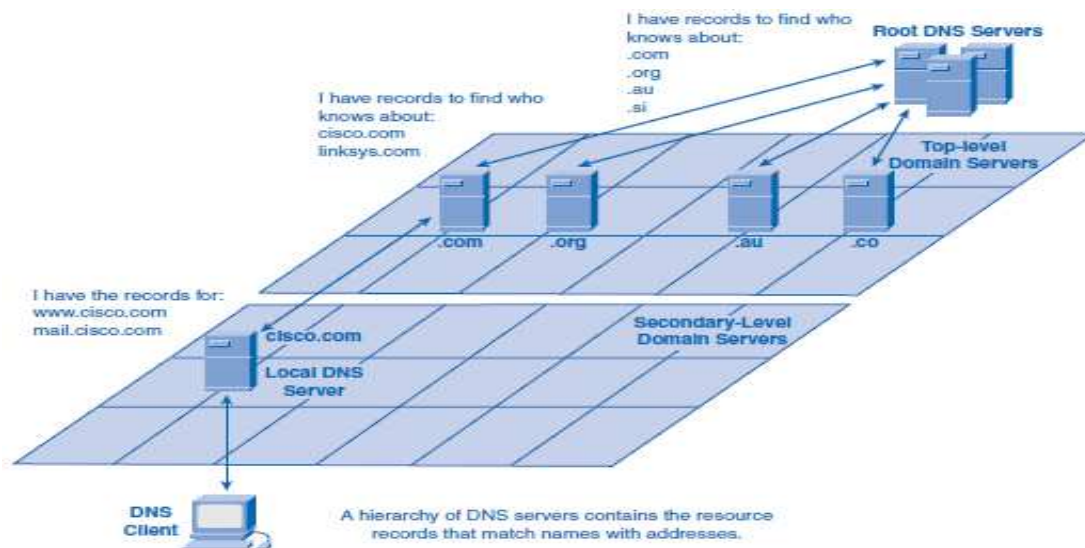 I have records to find who
knows about:
.com
.org
.au
.si
Root DNS Servers
I have records to find who
knows about:
cisco.com
linksys.com
Top-level
Domain Servers
.com
.org
.au
.co
I have the records for:
www.cisco.com
mail.cisco.com
cisco.com
Local DNS
Server
Secondary-Level
Domain Servers
DNS
Client
A hierarchy of DNS servers contains the resource
records that match names with addresses.